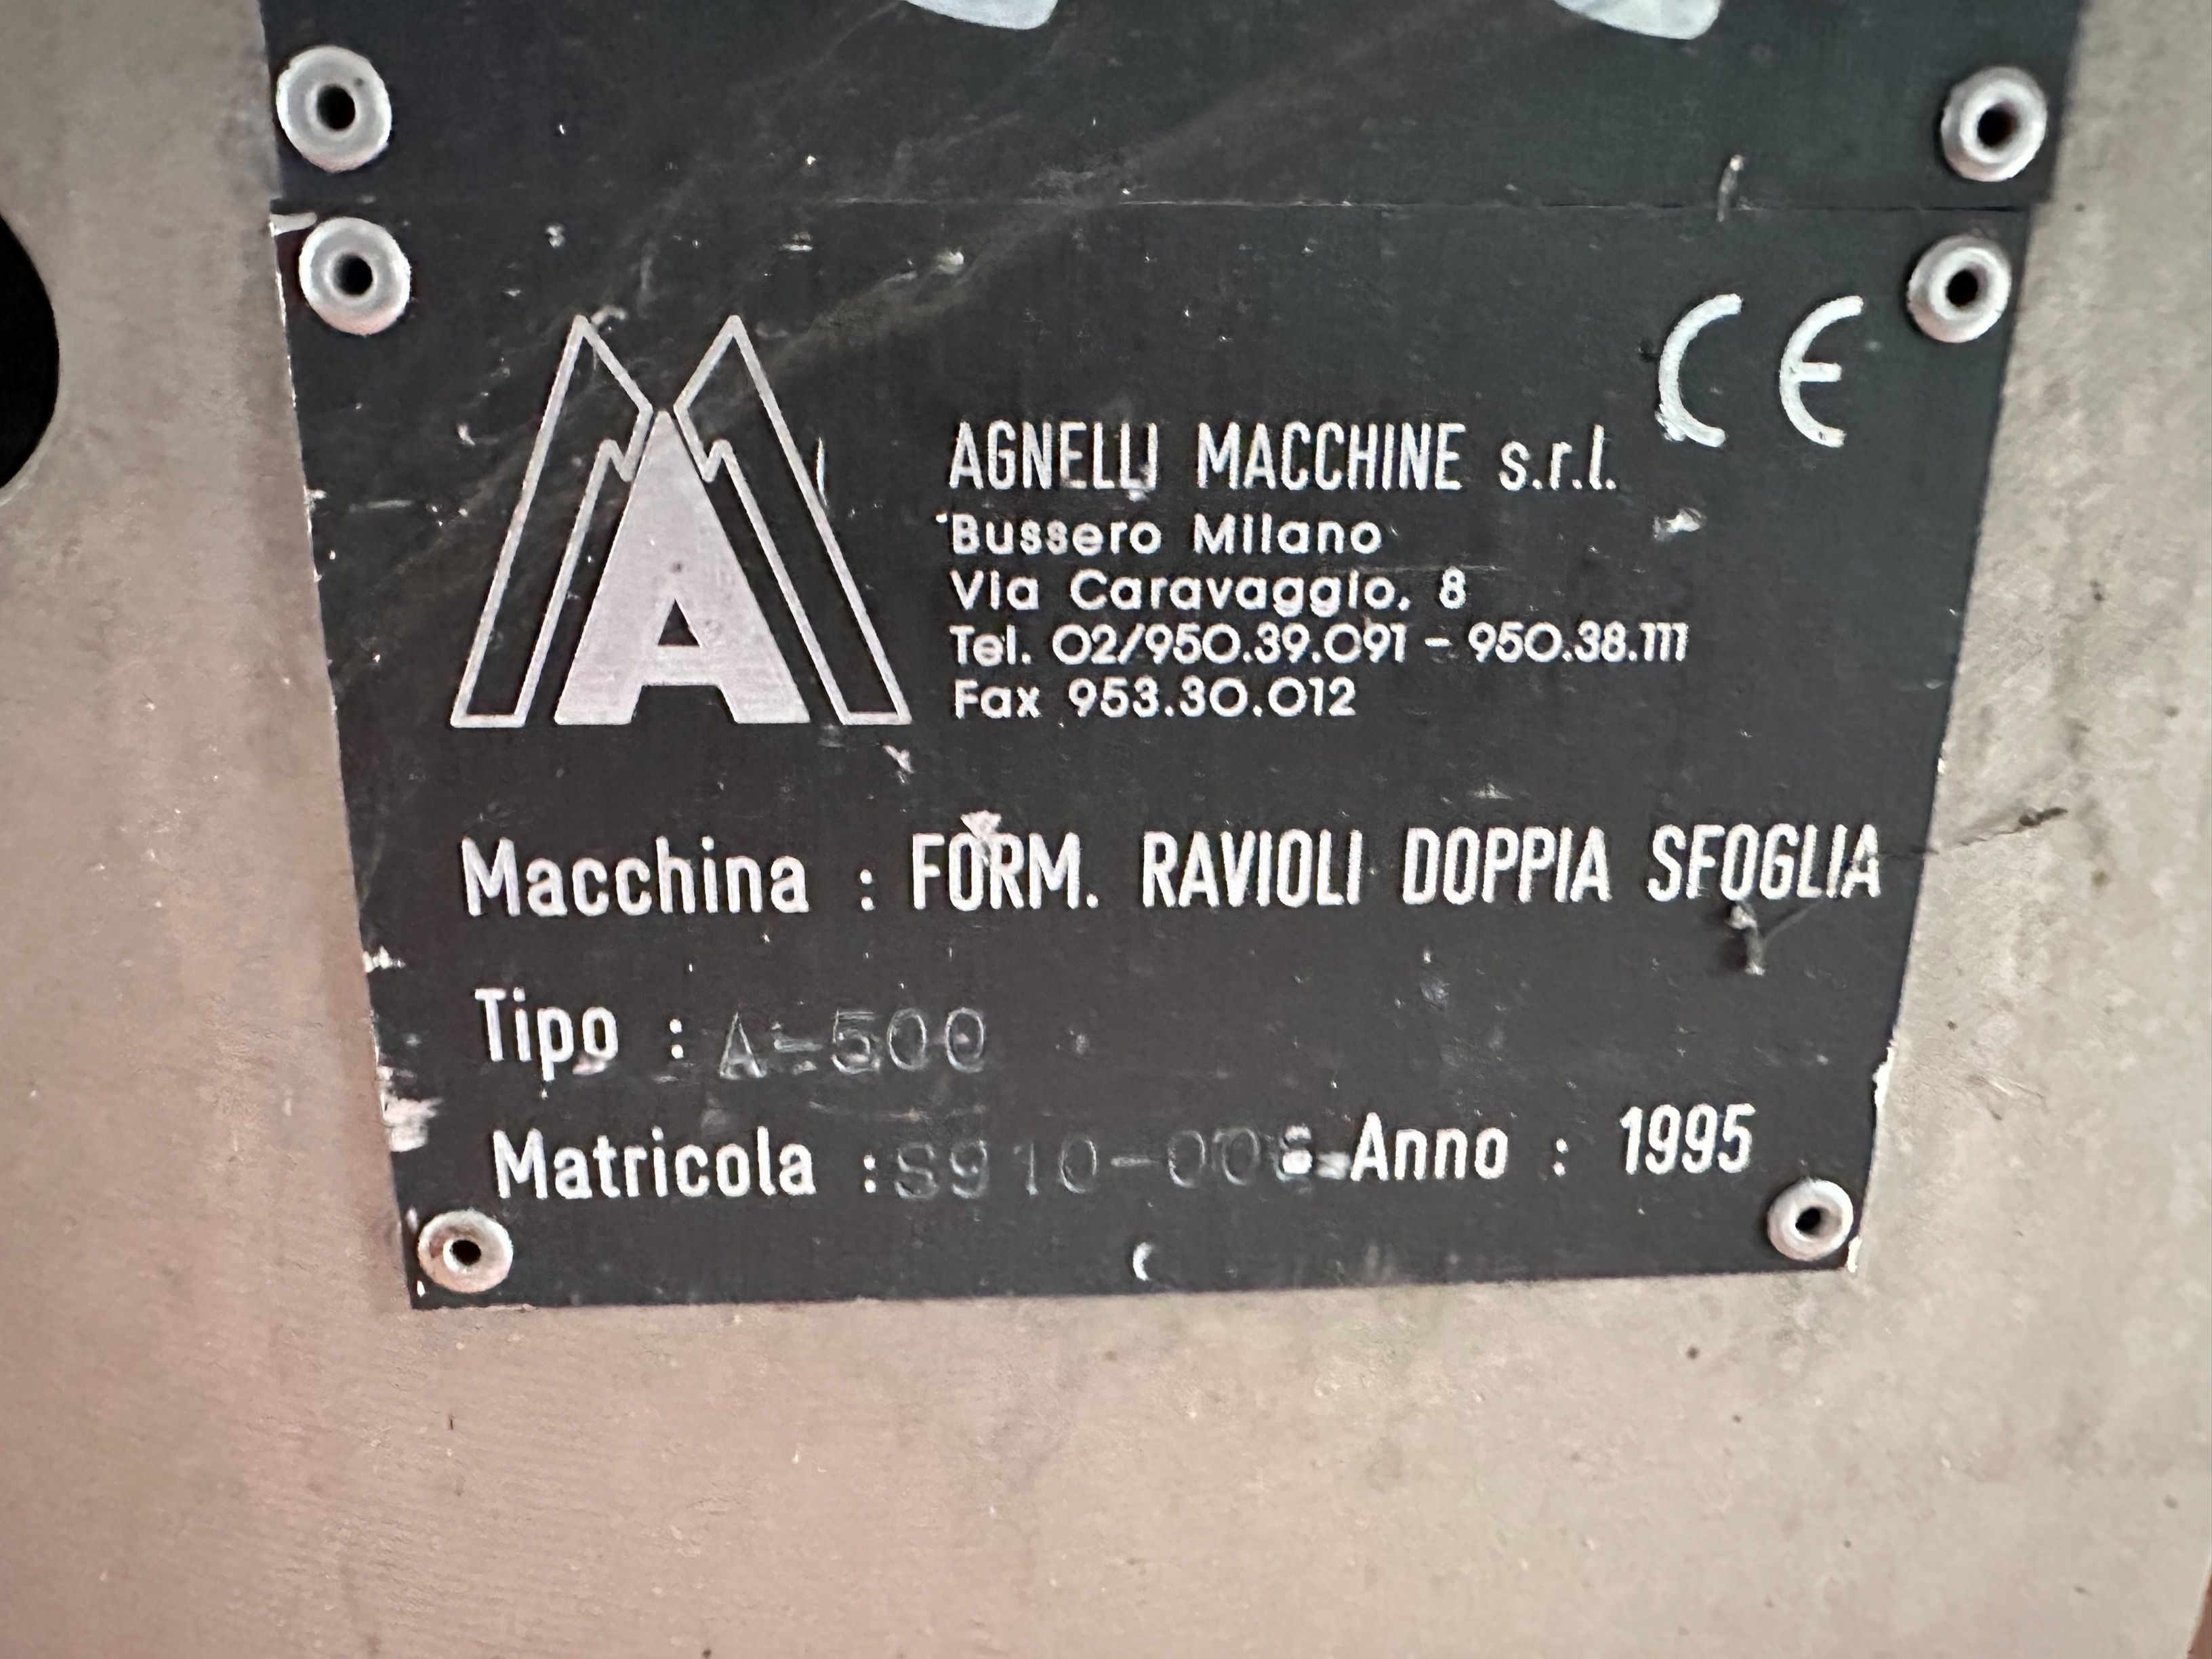 CE
AGNELLI MACCHINE s.r.l.
Bussero Milano
Via Caravaggio, 8
Tel. 02/950.39.091 - 950.38.111
Fax 953.30.012
A
Macchina : FORM. RAVIOLI DOPPIA SFOGLIA
Tipo : A-500
Matricola : Anno : 1995